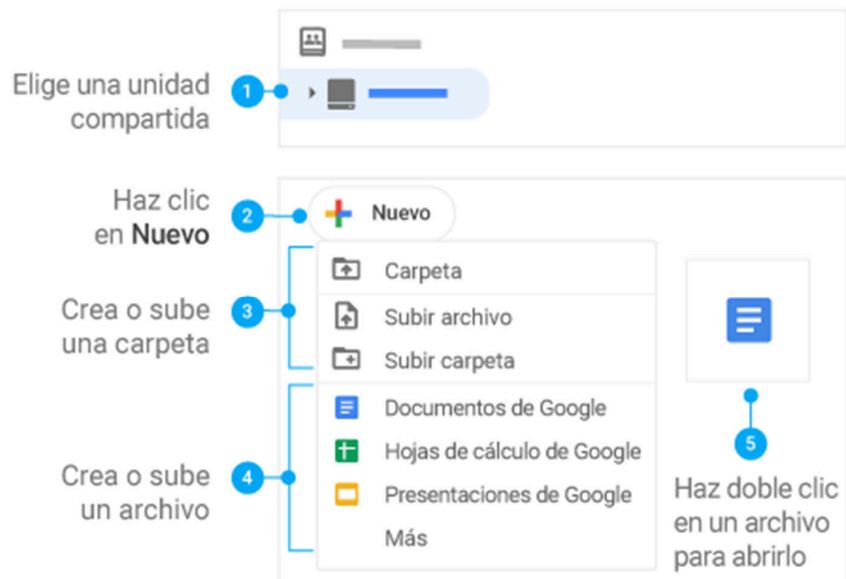 Elige una unidad
compartida
1
Haz clic
en Nuevo
2
Nuevo
Crea o sube
una carpeta
3
Carpeta
Subir archivo
Subir carpeta
Crea o sube
un archivo
4
Documentos de Google
Hojas de cálculo de Google
Presentaciones de Google
Más
5
Haz doble clic
en un archivo
para abrirlo